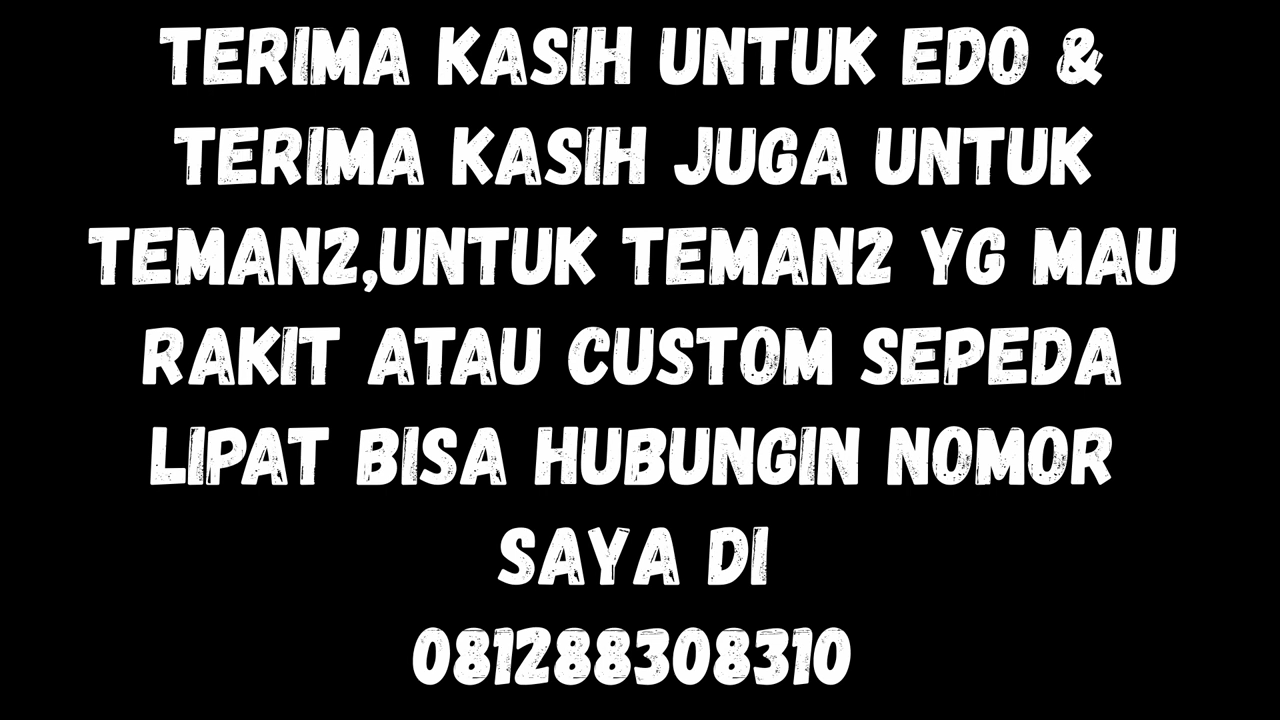 TERIMA KASIH UNTUK EDO &
TERIMA KASIH JUGA UNTUK
TEMAN2,UNTUK TEMAN2 YG MAU
RAKIT ATAU CUSTOM SEPEDA
LIPAT BISA HUBUNGIN NOMOR
SAYA DI
081288308310